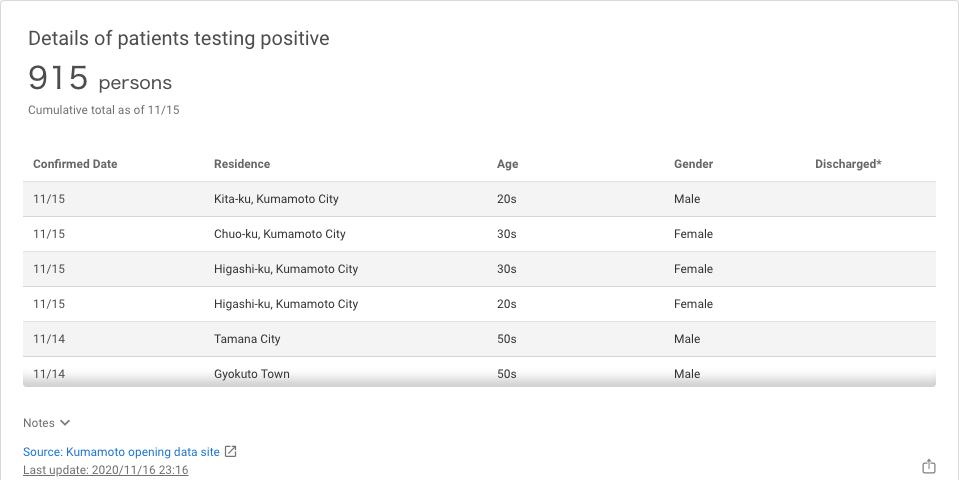 Details of patients testing positive
915 persons
Cumulative total as of 11/15
Confirmed Date Residence Age Gender Discharged*
11/15 Kita-ku, Kumamoto City 20s Male
11/15 Chuo-ku, Kumamoto City 30s Female
11/15 Higashi-ku, Kumamoto City 30s Female
11/15 Higashi-ku, Kumamoto City 20s Female
11/14 Tamana City 50s Male
11/14 Gyokuto Town 50s Male
Notes
Source: Kumamoto opening data site
Last update: 2020/11/16 23:16